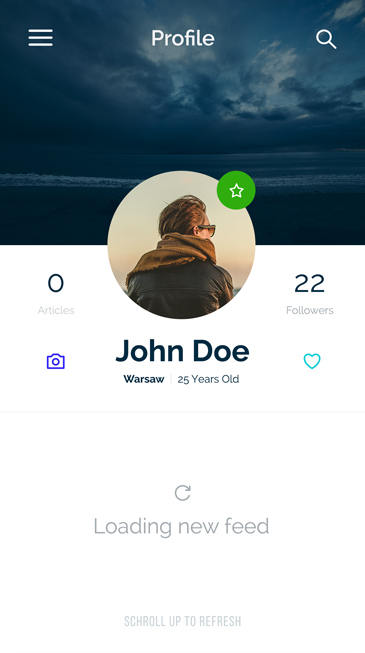 Profile
0
22
Articles
Followers
John Doe
Warsaw | 25 Years Old
Loading new feed
SCHROLL UP TO REFRESH